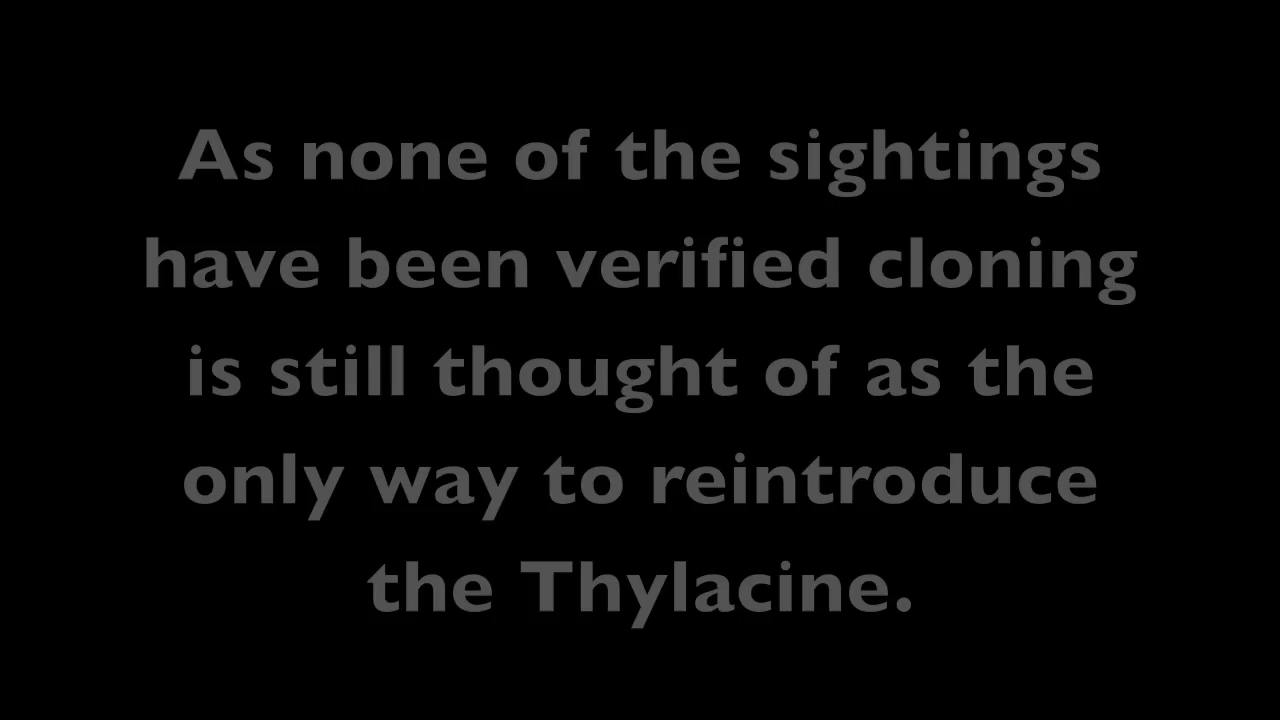 As none of the sightings
have been verified cloning
is still thought of as the
only way to reintroduce
the Thylacine.